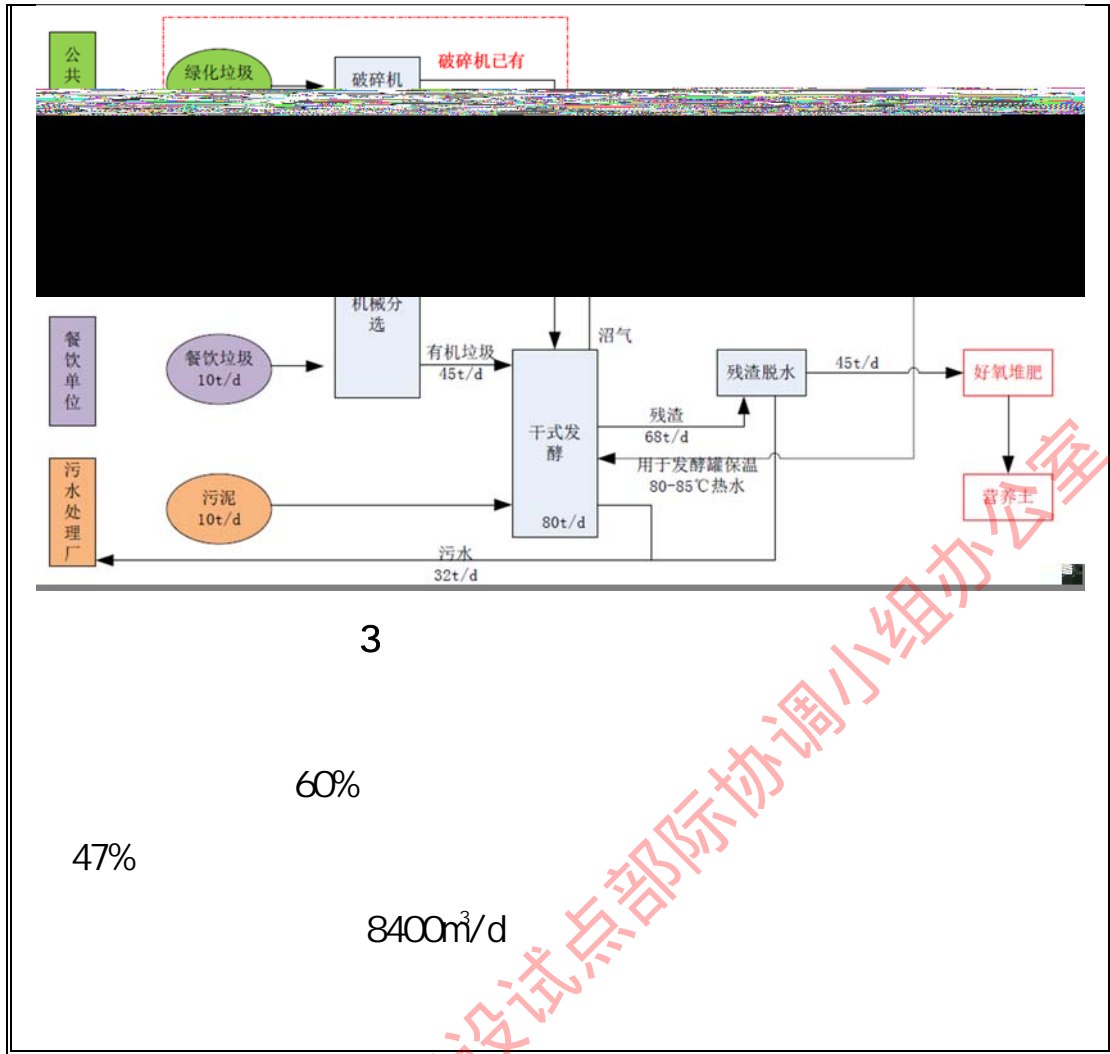 公共
绿化垃圾
破碎机
破碎机已有
机械分选
沼气
餐饮单位
餐饮垃圾
10t/d
有机垃圾
45t/d
残渣脱水
45t/d
好氧堆肥
干式发酵
80t/d
残渣
68t/d
用于发酵罐保温
80-85℃热水
营养土
污水处理厂
污泥
10t/d
污水
32t/d
3
60%
47%
8400m³/d
设试点部际协调小组办公室